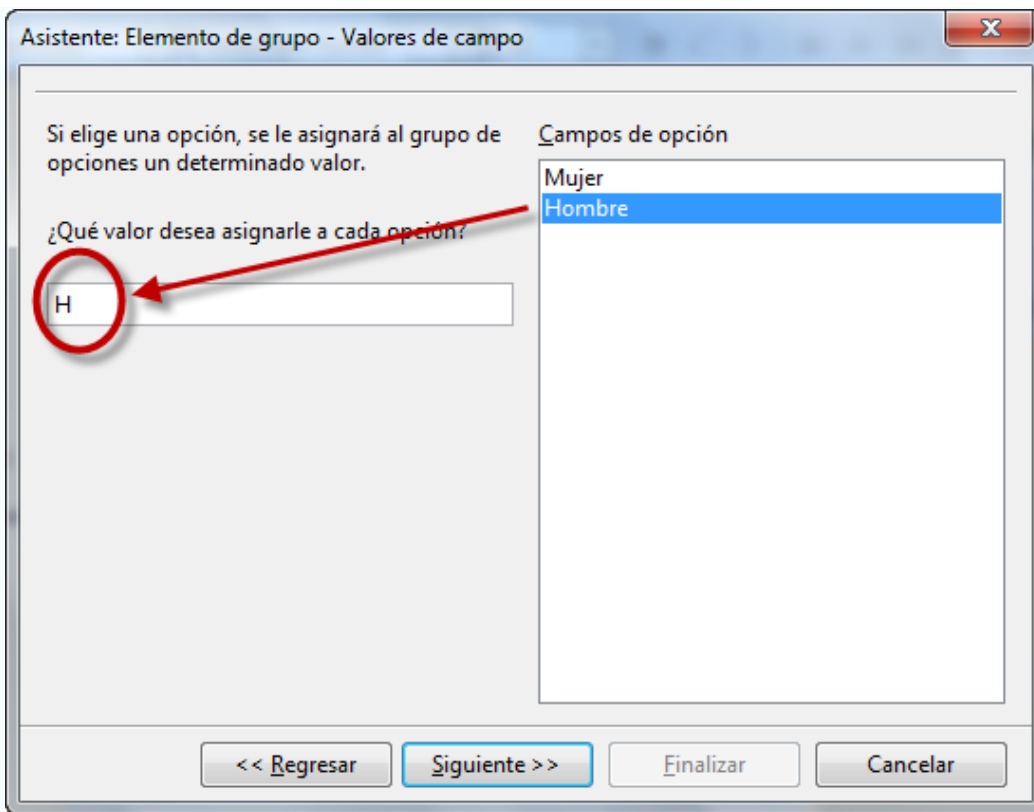 Asistente: Elemento de grupo - Valores de campo
Si elige una opción, se le asignará al grupo de
opciones un determinado valor.
¿Qué valor desea asignarle a cada opción?
H
Campos de opción
Mujer
Hombre
<< Regresar
Siguiente >>
Finalizar
Cancelar